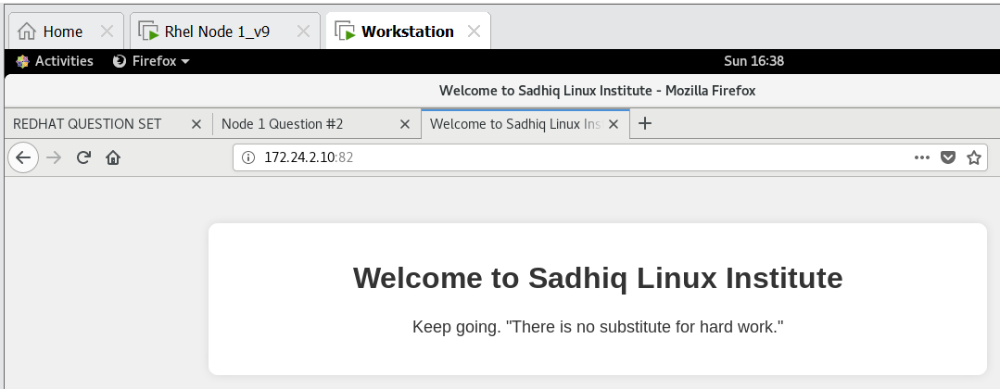 Home
Rhel Node 1_v9
Workstation
Activities
Firefox
Sun 16:38
Welcome to Sadhiq Linux Institute - Mozilla Firefox
REDHAT QUESTION SET
Node 1 Question #2
Welcome to Sadhiq Linux Ins
172.24.2.10:82
Welcome to Sadhiq Linux Institute
Keep going. "There is no substitute for hard work."